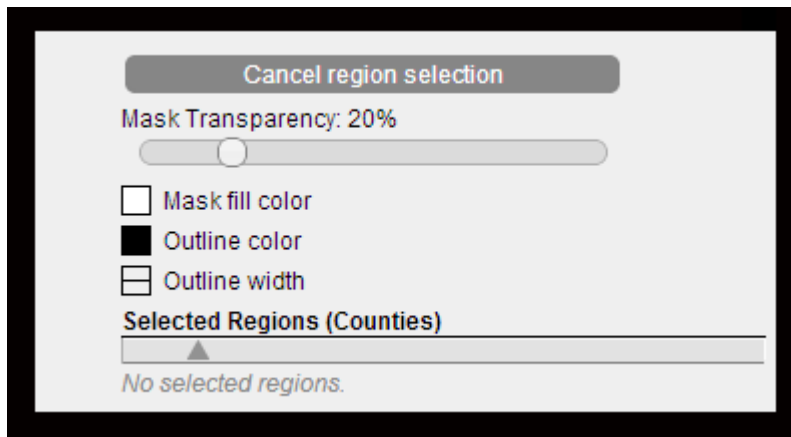 Cancel region selection
Mask Transparency: 20%
Mask fill color
Outline color
Outline width
Selected Regions (Counties)
No selected regions.